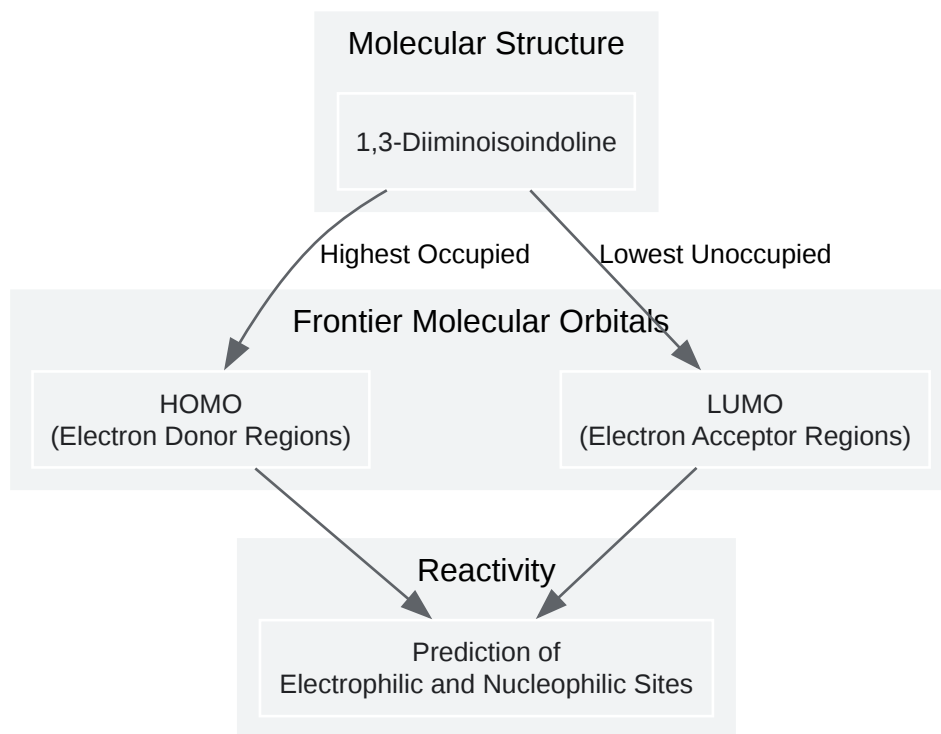 Molecular Structure
1,3-Diiminoisoindoline
Highest Occupied
Lowest Unoccupied
Frontier Molecular Orbitals
HOMO
(Electron Donor Regions)
LUMO
(Electron Acceptor Regions)
Reactivity
Prediction of
Electrophilic and Nucleophilic Sites